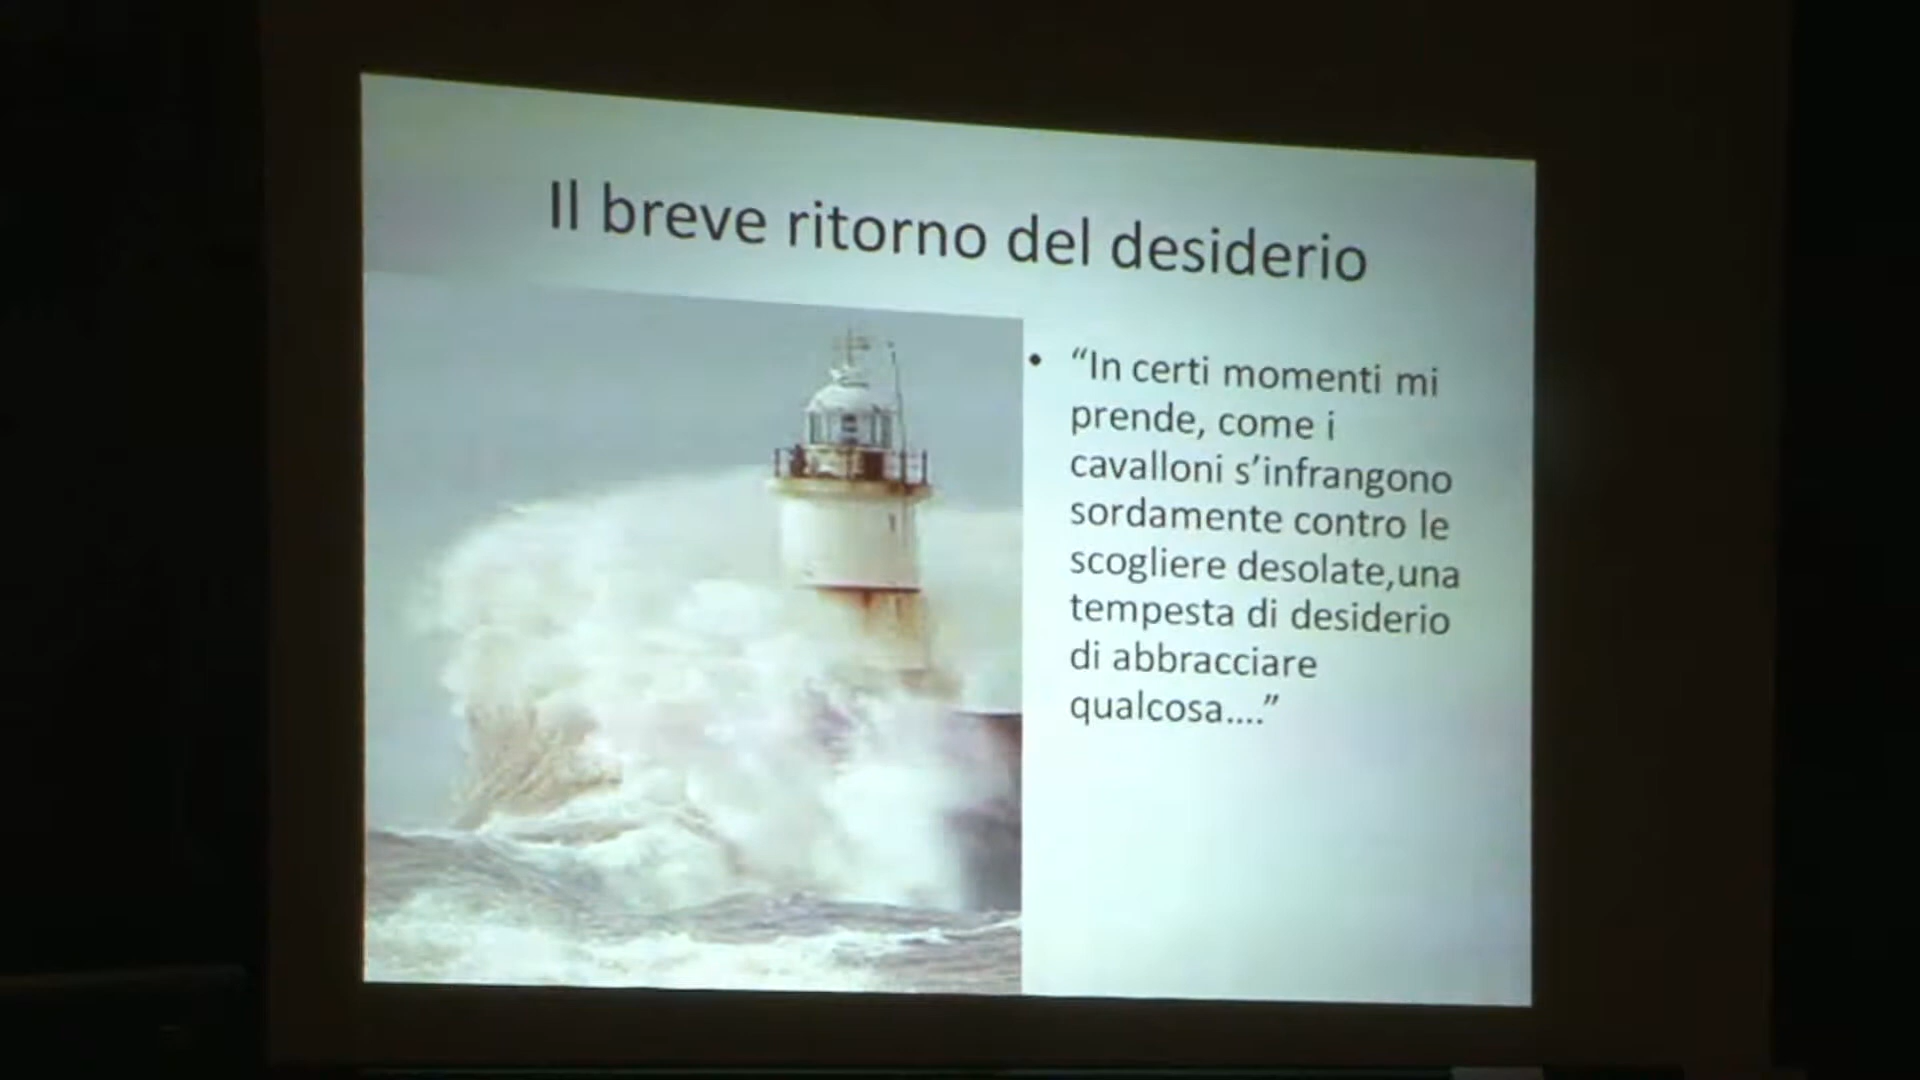 Il breve ritorno del desiderio
• “In certi momenti mi
prende, come i
cavalloni s’infrangono
sordamente contro le
scogliere desolate,una
tempesta di desiderio
di abbracciare
qualcosa....”